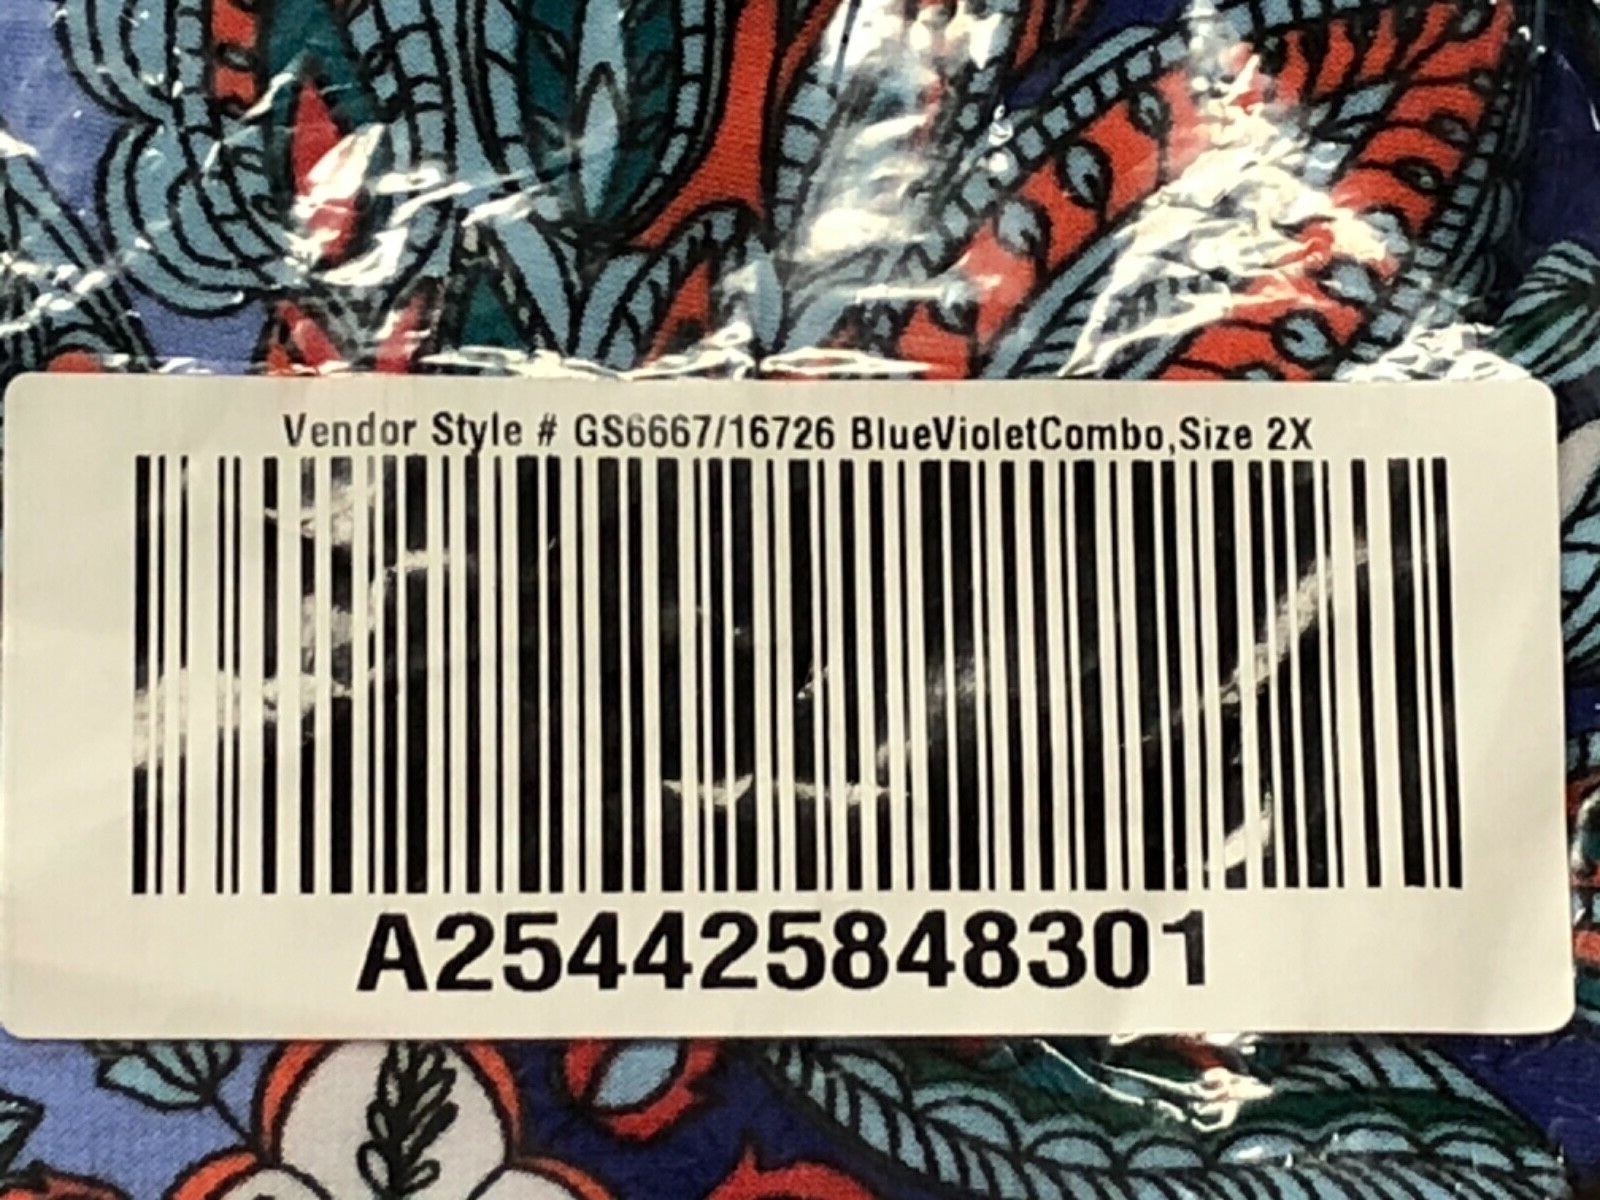 Vendor Style # GS6667/16726 BlueVioletCombo,Size 2X
A254425848301